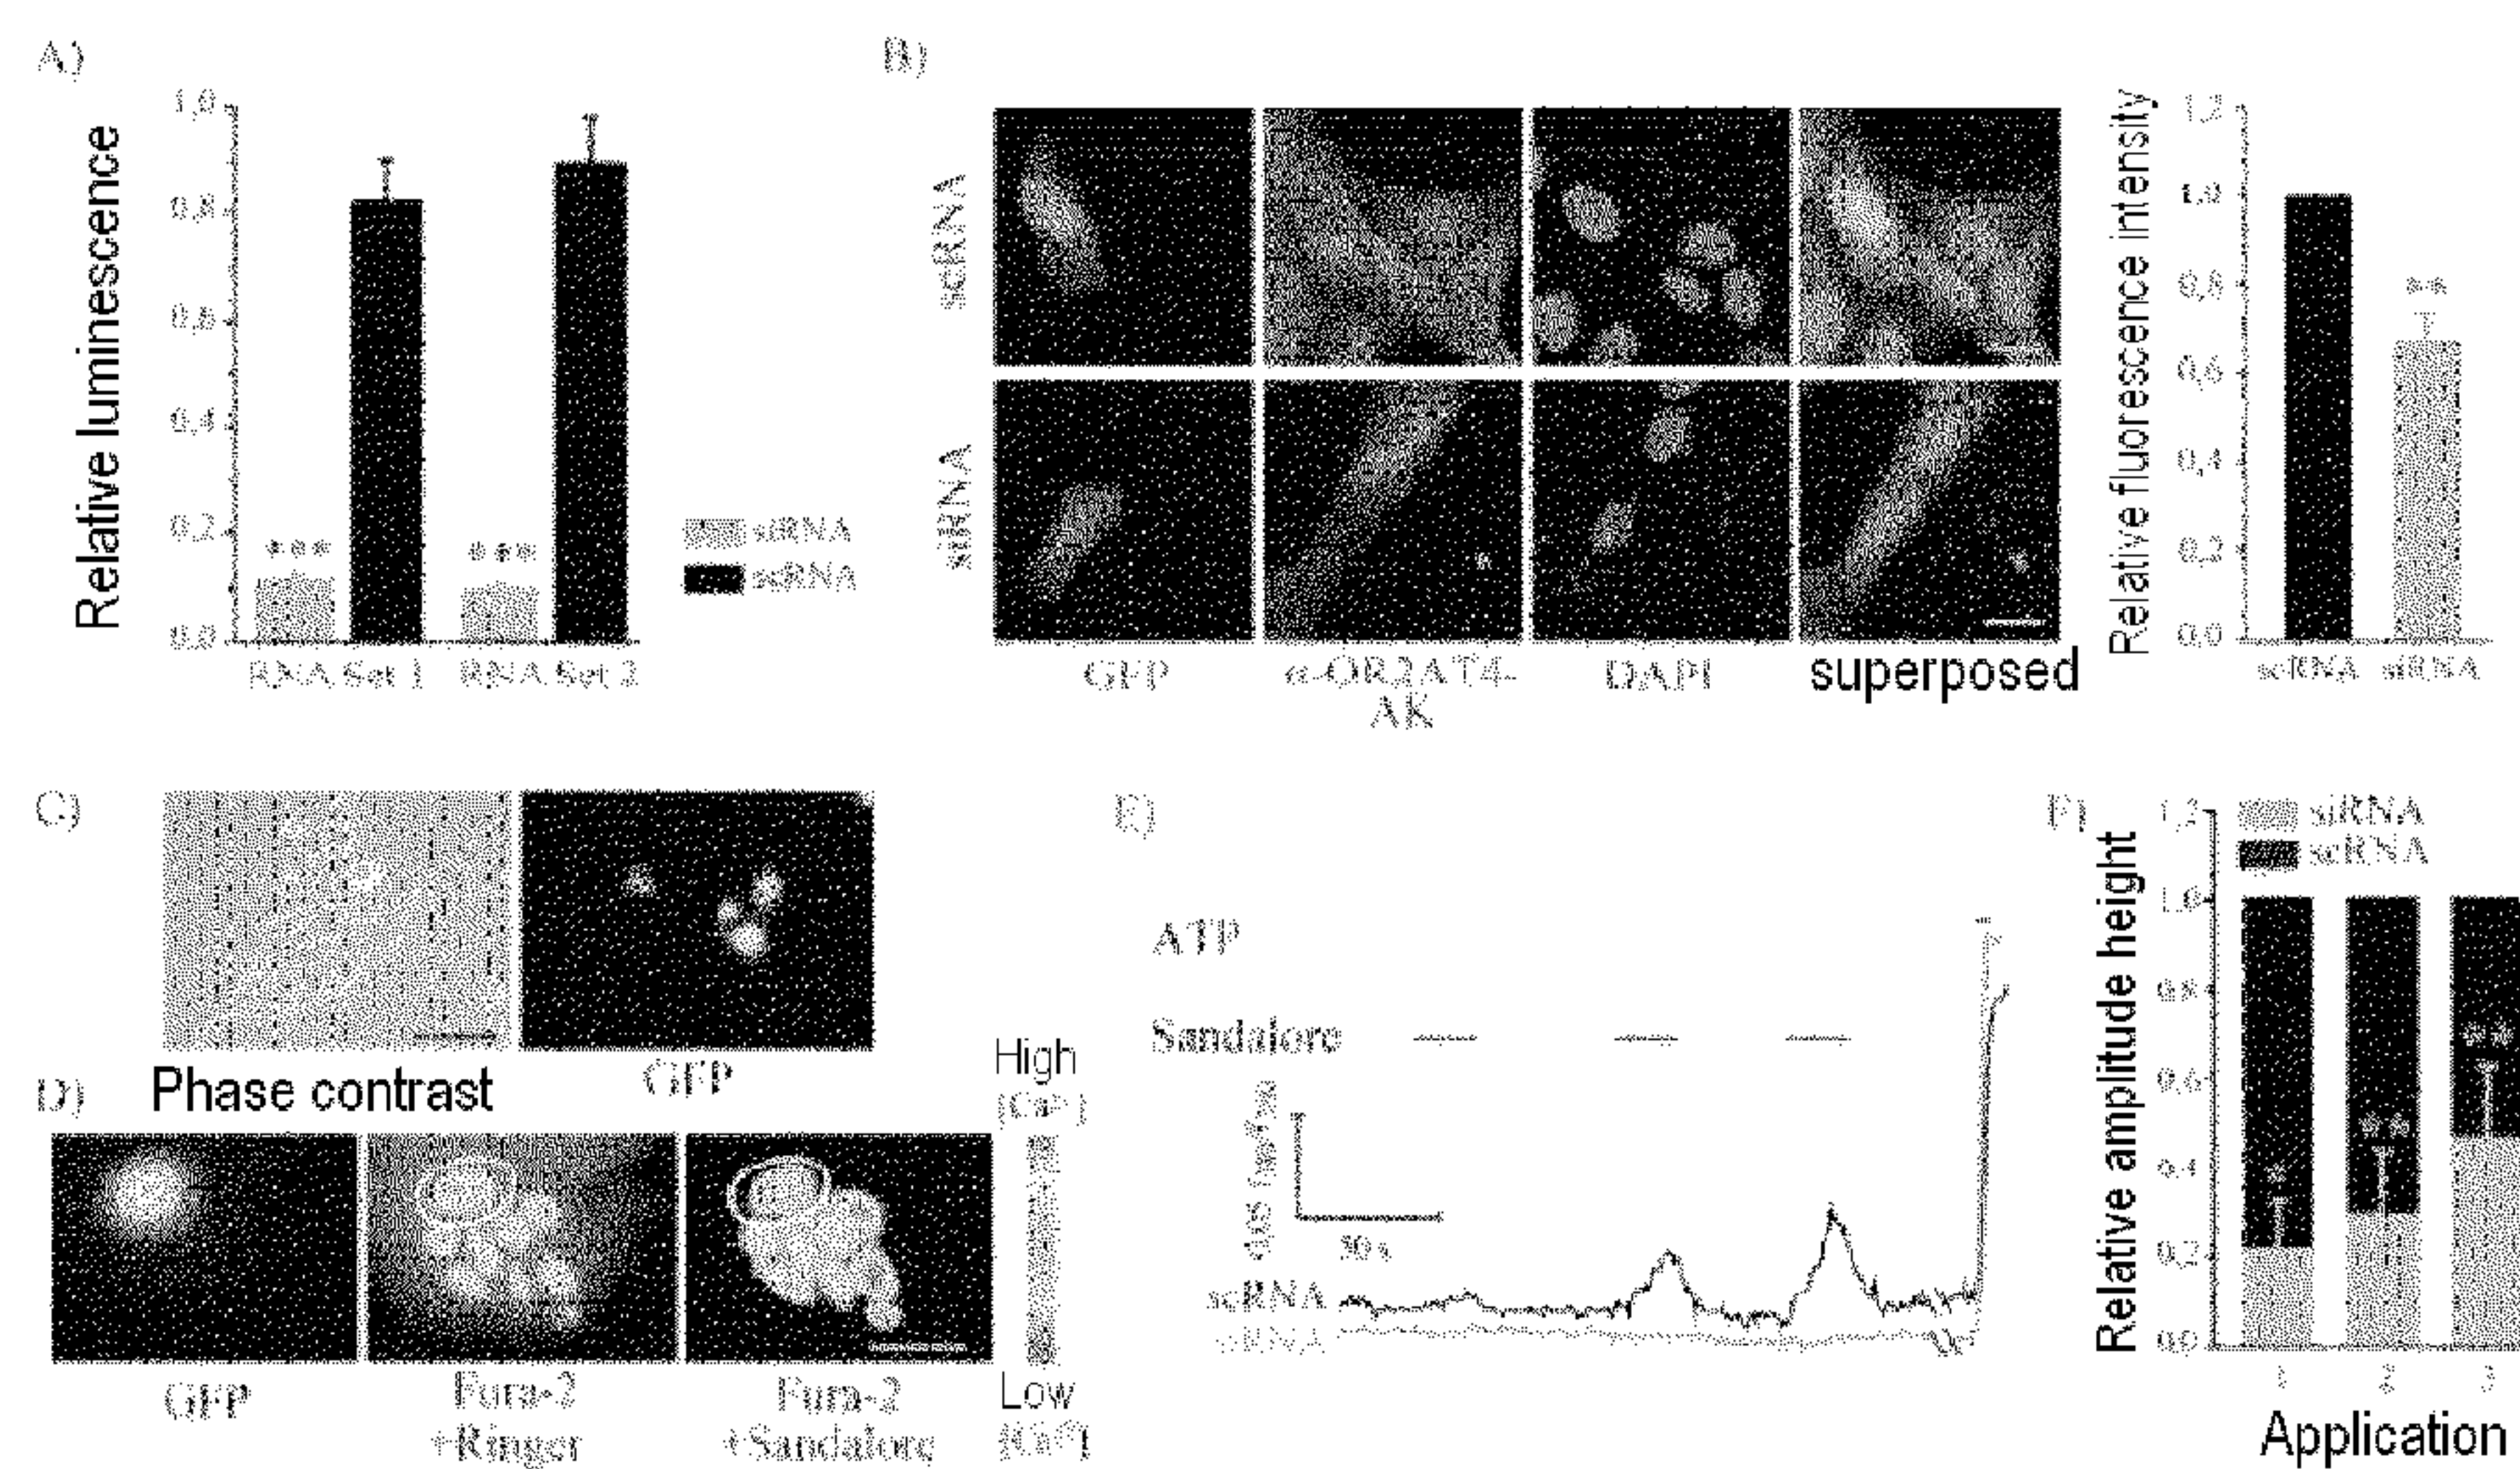 A)
Relative luminescence
1,0
0,8
0,6
0,4
0,2
0,0
***
***
siRNA
scRNA
RNA Set 1
RNA Set 2
B)
scRNA
siRNA
GFP
α-OR2AT4-
AK
DAPI
superposed
Relative fluorescence intensity
1,2
1,0
0,8
0,6
0,4
0,2
0,0
**
scRNA
siRNA
C)
Phase contrast
GFP
D)
GFP
Fura-2
+Ringer
Fura-2
+Sandalore
High
Low
E)
ATP
Sandalore
50 s
scRNA
siRNA
F)
Relative amplitude height
1,2
1,0
0,8
0,6
0,4
0,2
0,0
siRNA
scRNA
*
**
**
1
2
3
Application